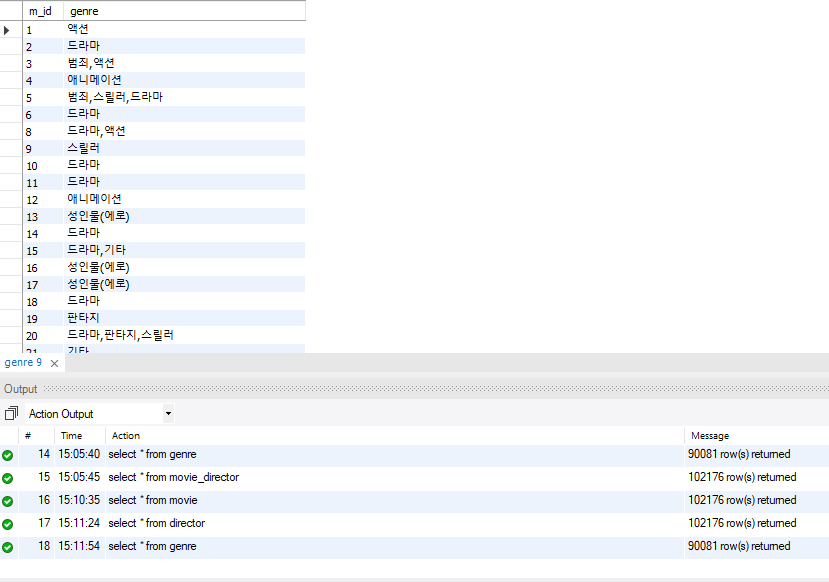 m_id genre
1 액션
2 드라마
3 범죄,액션
4 애니메이션
5 범죄,스릴러,드라마
6 드라마
8 드라마,액션
9 스릴러
10 드라마
11 드라마
12 애니메이션
13 성인물(에로)
14 드라마
15 드라마,기타
16 성인물(에로)
17 성인물(에로)
18 드라마
19 판타지
20 드라마,판타지,스릴러
21 기타
genre 9
Output
Action Output
# Time Action Message
14 15:05:40 select * from genre 90081 row(s) returned
15 15:05:45 select * from movie_director 102176 row(s) returned
16 15:10:35 select * from movie 102176 row(s) returned
17 15:11:24 select * from director 102176 row(s) returned
18 15:11:54 select * from genre 90081 row(s) returned